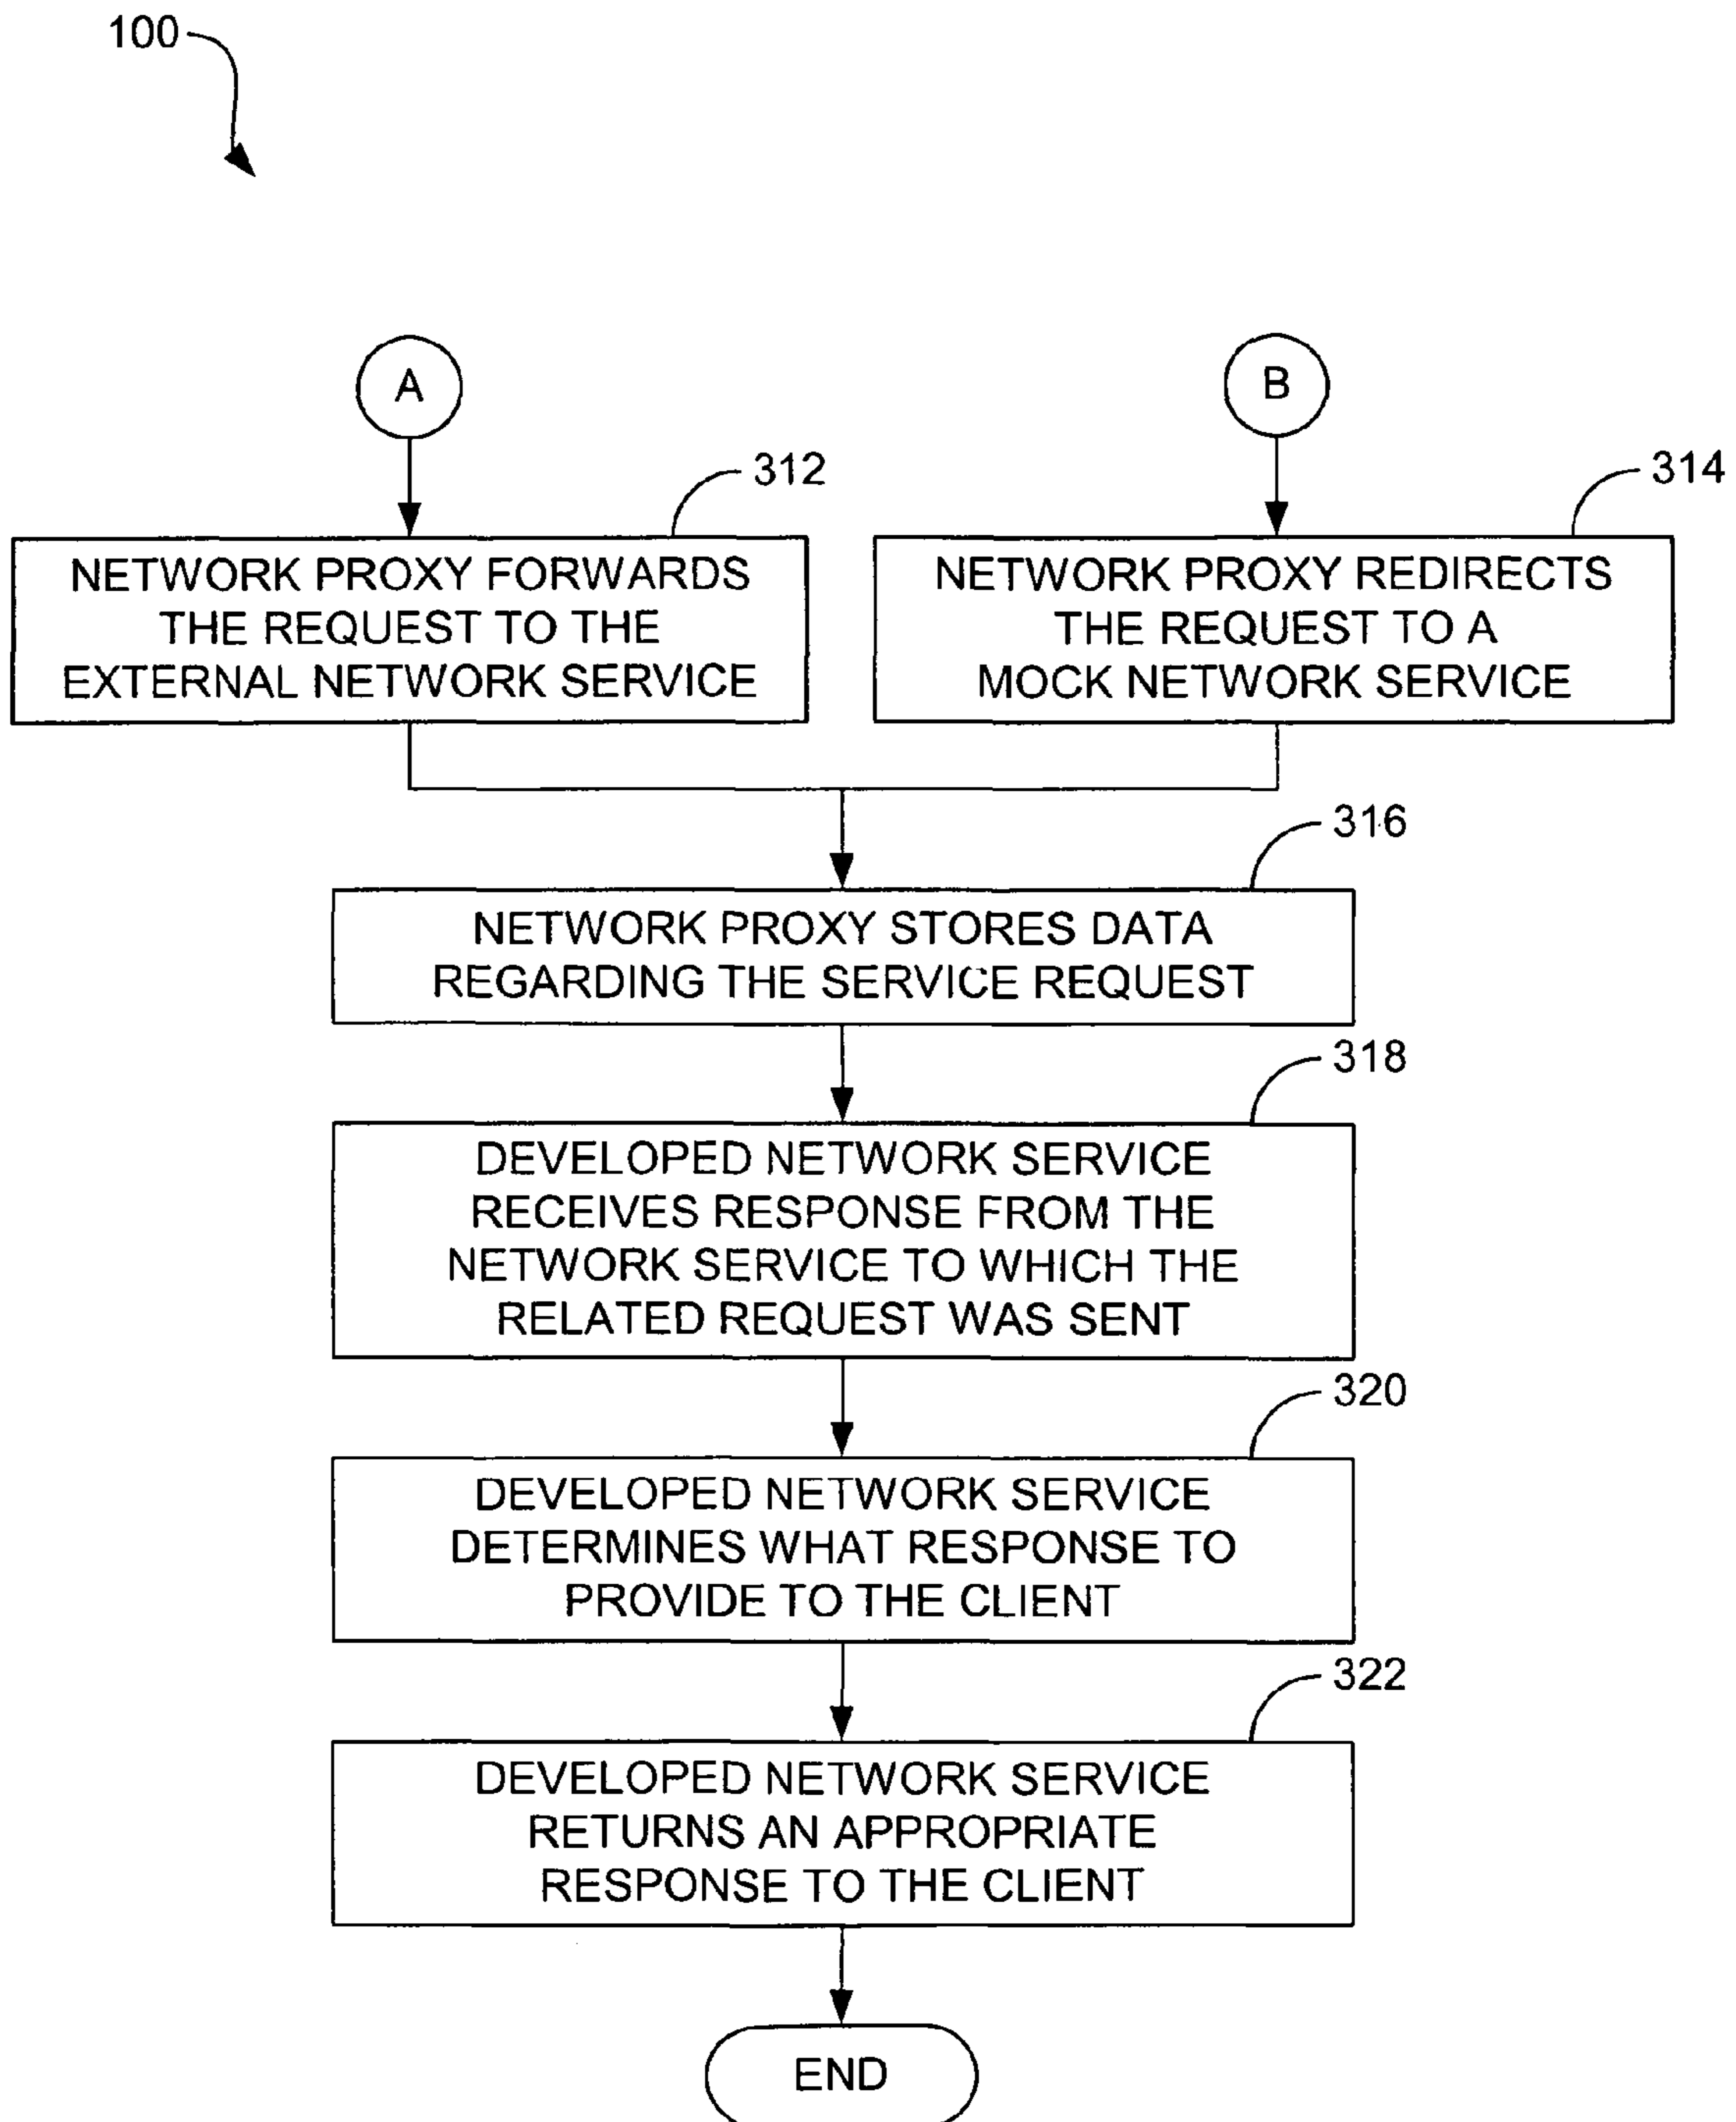 100
A
B
312
314
NETWORK PROXY FORWARDS
THE REQUEST TO THE
EXTERNAL NETWORK SERVICE
NETWORK PROXY REDIRECTS
THE REQUEST TO A
MOCK NETWORK SERVICE
316
NETWORK PROXY STORES DATA
REGARDING THE SERVICE REQUEST
318
DEVELOPED NETWORK SERVICE
RECEIVES RESPONSE FROM THE
NETWORK SERVICE TO WHICH THE
RELATED REQUEST WAS SENT
320
DEVELOPED NETWORK SERVICE
DETERMINES WHAT RESPONSE TO
PROVIDE TO THE CLIENT
322
DEVELOPED NETWORK SERVICE
RETURNS AN APPROPRIATE
RESPONSE TO THE CLIENT
END